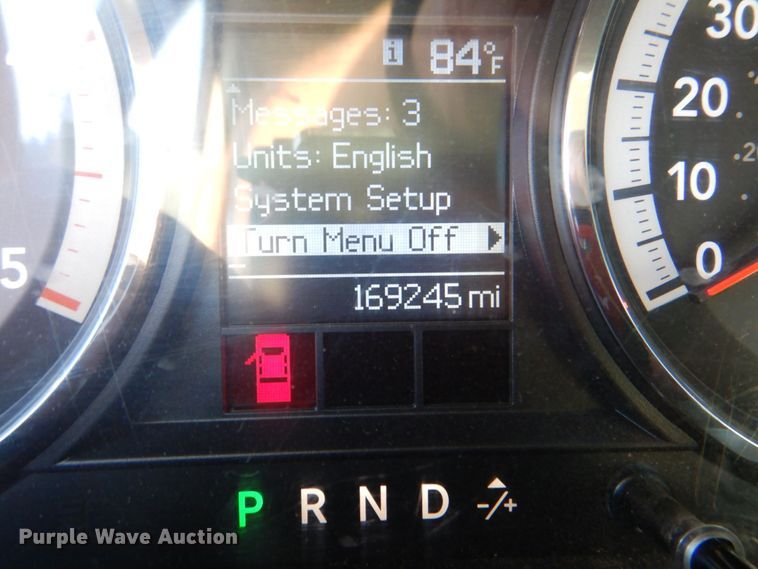 i 84°F
Messages: 3
Units: English
System Setup
Turn Menu Off
169245 mi
5
30
20
10
0
20
P R N D -/+
Purple Wave Auction